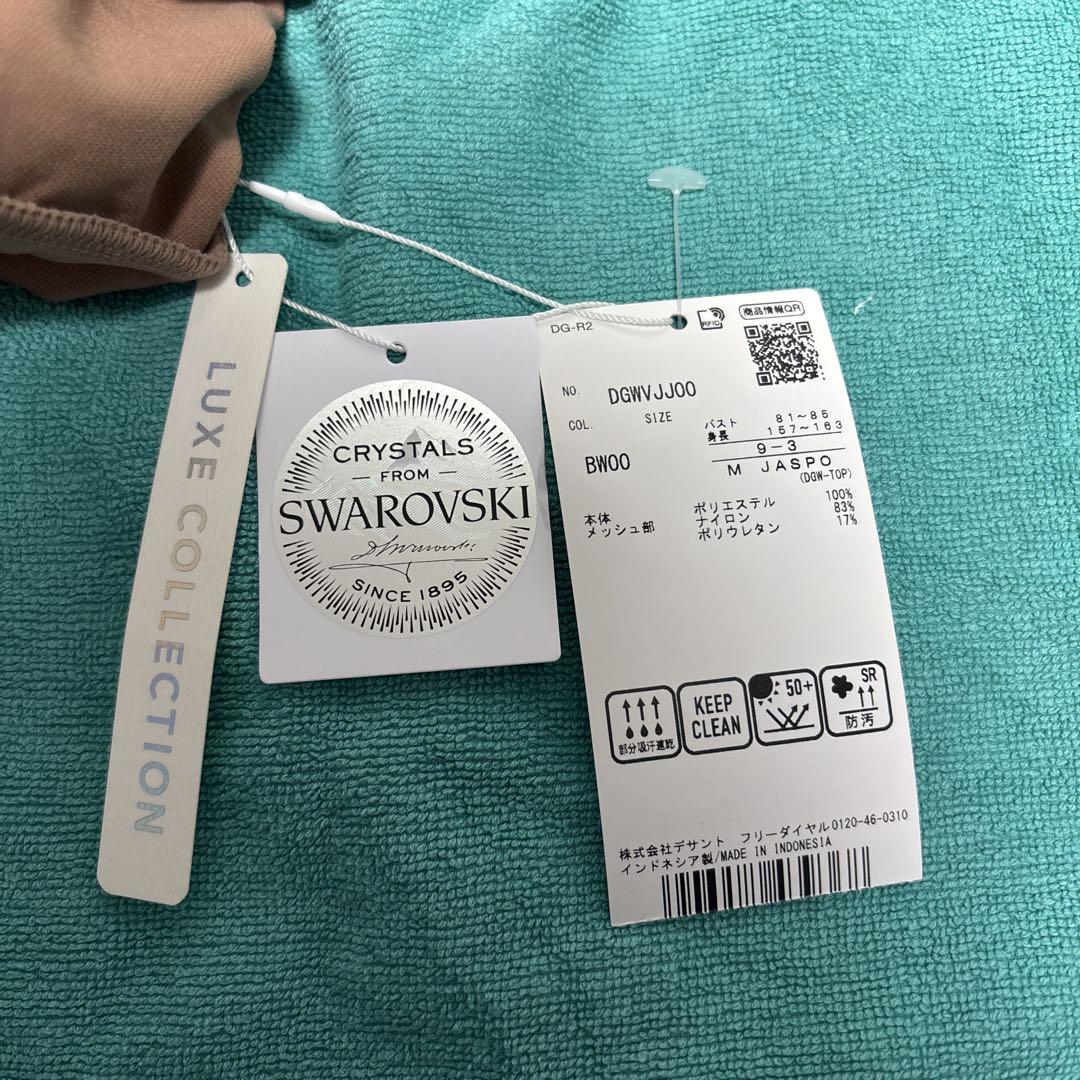 LUXE COLLECTION
CRYSTALS
FROM
SWAROVSKI
SINCE 1895
DG-R2
RFID
商品情報QR
NO. DGWVJJ00
COL. SIZE
バスト 81~85
身長 157~163
BW00
9-3
M JASPO
(DGW-TOP)
本体 ポリエステル 100%
メッシュ部 ナイロン 83%
ポリウレタン 17%
部分吸汗速乾
KEEP
CLEAN
50+
SR
防汚
株式会社デサント フリーダイヤル0120-46-0310
インドネシア製/MADE IN INDONESIA